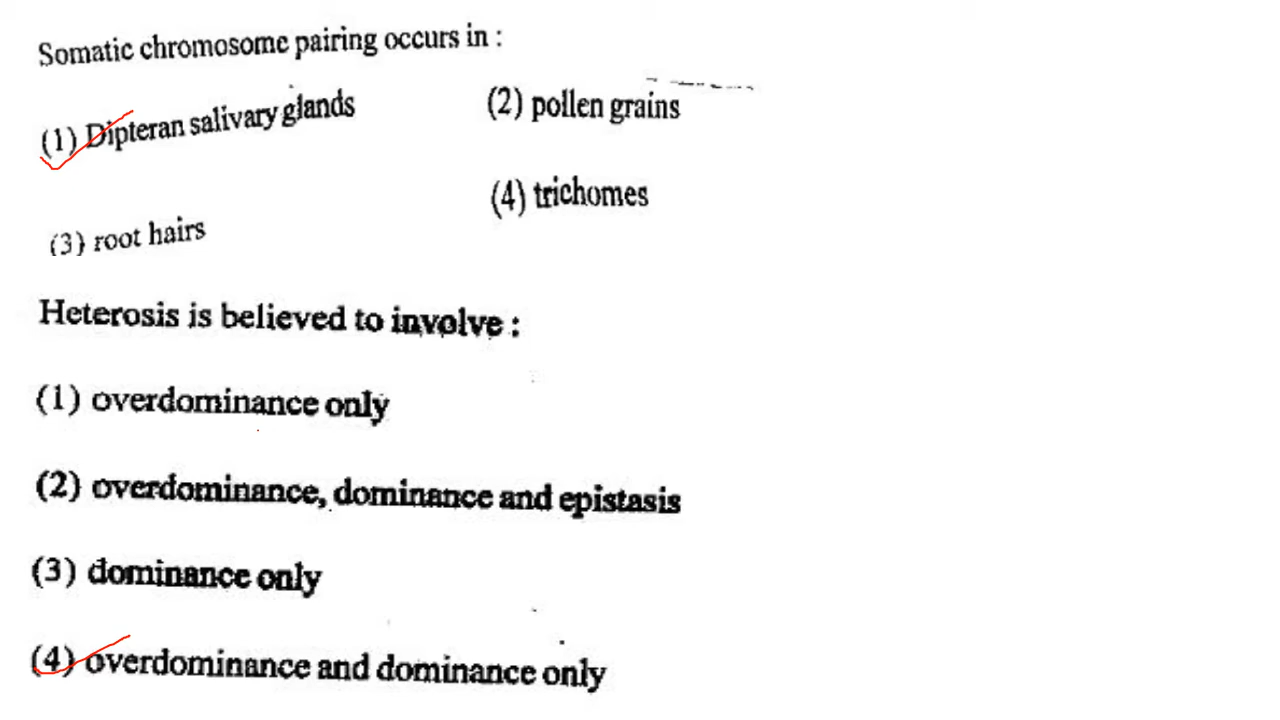 Somatic chromosome pairing occurs in :
(1) Dipteran salivary glands (2) pollen grains
(3) root hairs (4) trichomes
Heterosis is believed to involve :
(1) overdominance only
(2) overdominance, dominance and epistasis
(3) dominance only
(4) overdominance and dominance only